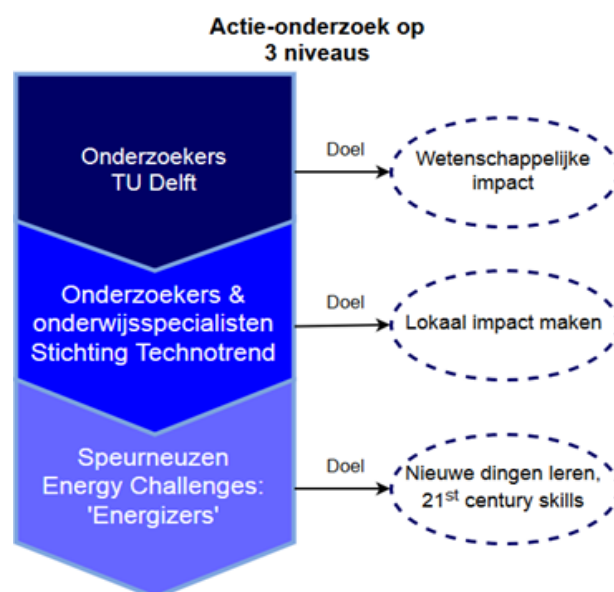 Actie-onderzoek op
3 niveaus
Onderzoekers
TU Delft
Doel
Wetenschappelijke
impact
Onderzoekers &
onderwijsspecialisten
Stichting Technotrend
Doel
Lokaal impact maken
Speurneuzen
Energy Challenges:
'Energizers'
Doel
Nieuwe dingen leren,
21st century skills